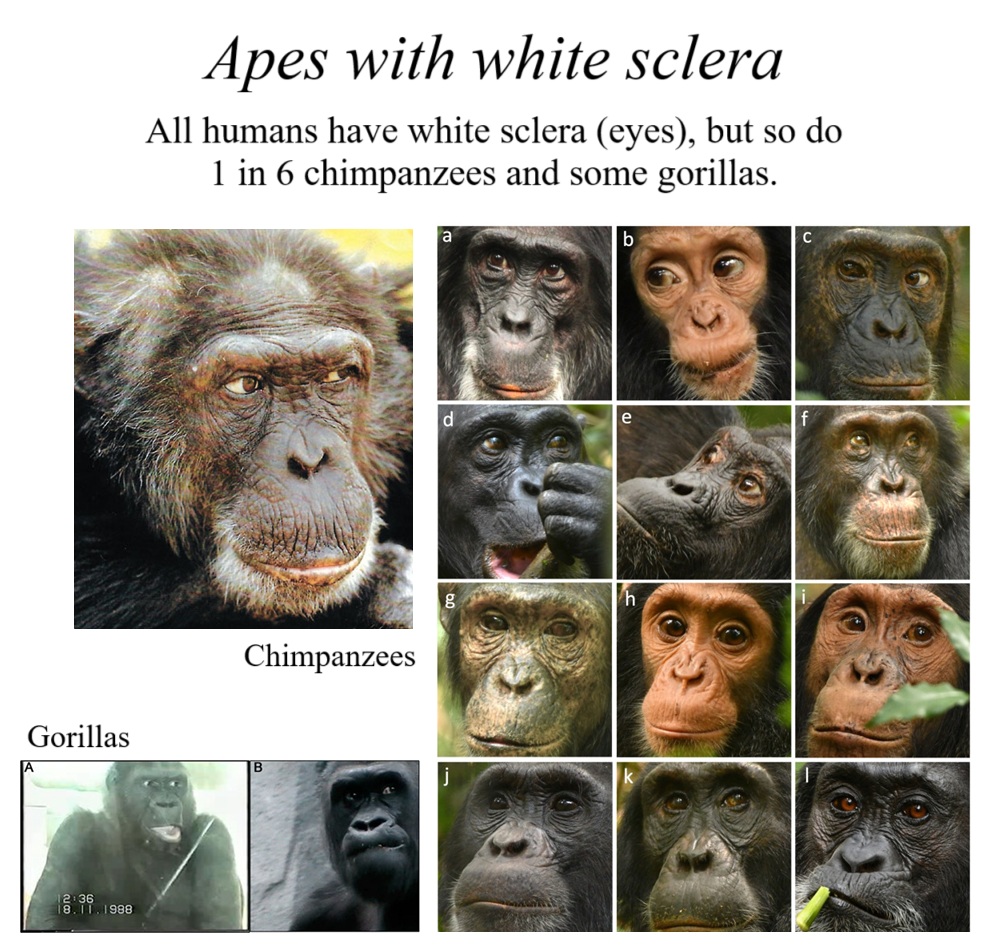 Apes with white sclera
All humans have white sclera (eyes), but so do
1 in 6 chimpanzees and some gorillas.
a
b
c
d
e
f
g
h
i
j
k
l
Chimpanzees
Gorillas
A
B
12:36
18.11.1988